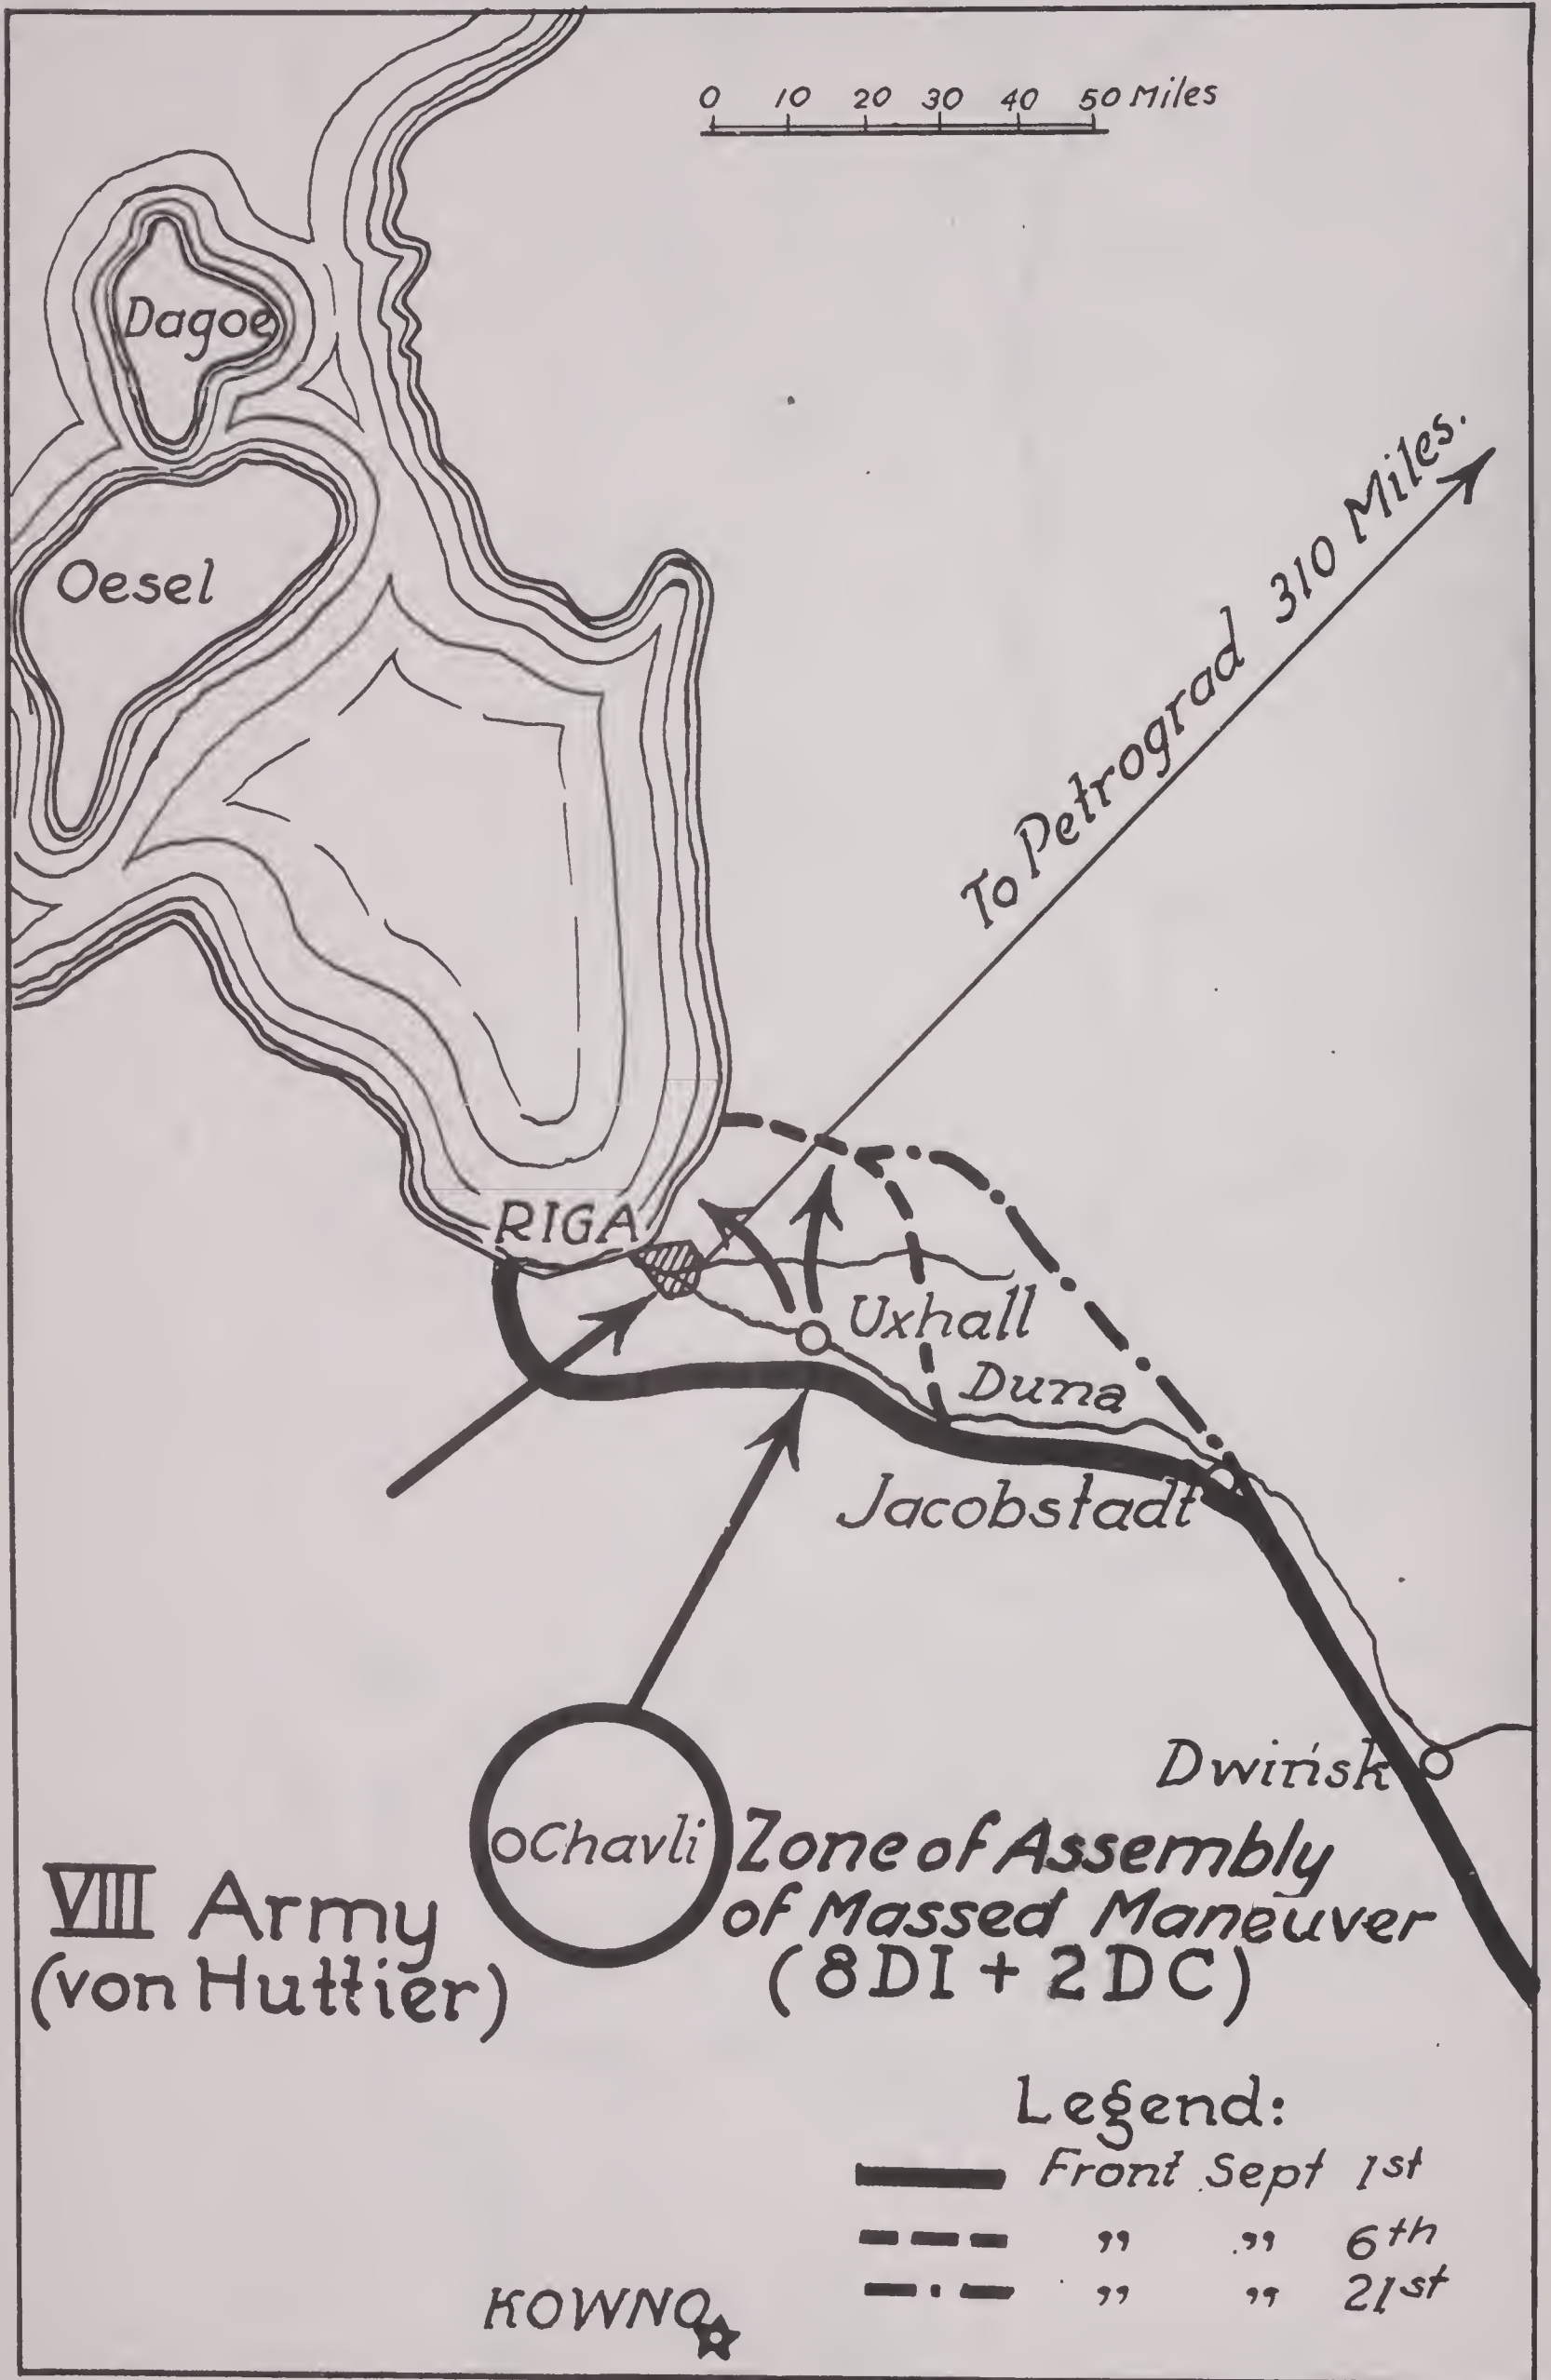 0 10 20 30 40 50 Miles
Dagoe
Oesel
To Petrograd 310 Miles.
RIGA
Uxhall
Duna
Jacobstadt
Dwińsk
Chavli
Zone of Assembly
of Massed Maneuver
(8DI + 2DC)
VIII Army
(von Huttier)
Legend:
Front Sept 1st
" " 6th
" " 21st
KOWNO